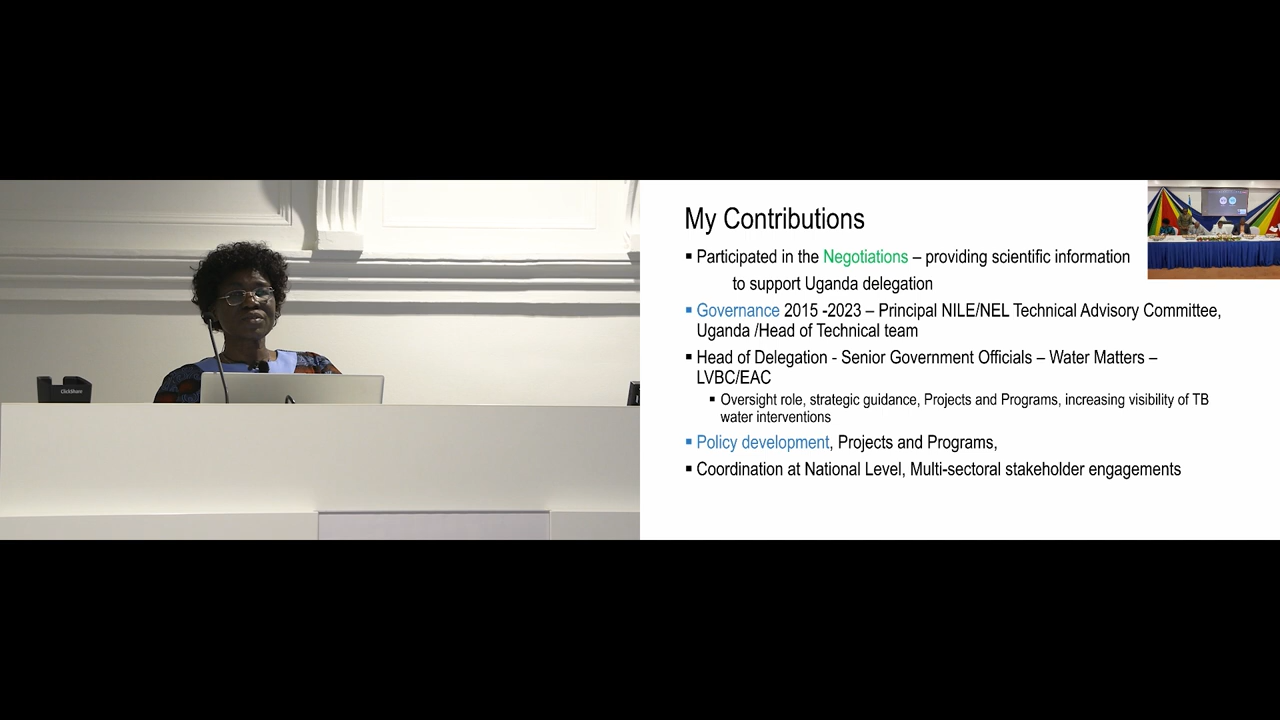 My Contributions
▪ Participated in the Negotiations – providing scientific information
to support Uganda delegation
▪ Governance 2015 -2023 – Principal NILE/NEL Technical Advisory Committee,
Uganda /Head of Technical team
▪ Head of Delegation - Senior Government Officials – Water Matters –
LVBC/EAC
▪ Oversight role, strategic guidance, Projects and Programs, increasing visibility of TB
water interventions
▪ Policy development, Projects and Programs,
▪ Coordination at National Level, Multi-sectoral stakeholder engagements
ClickShare